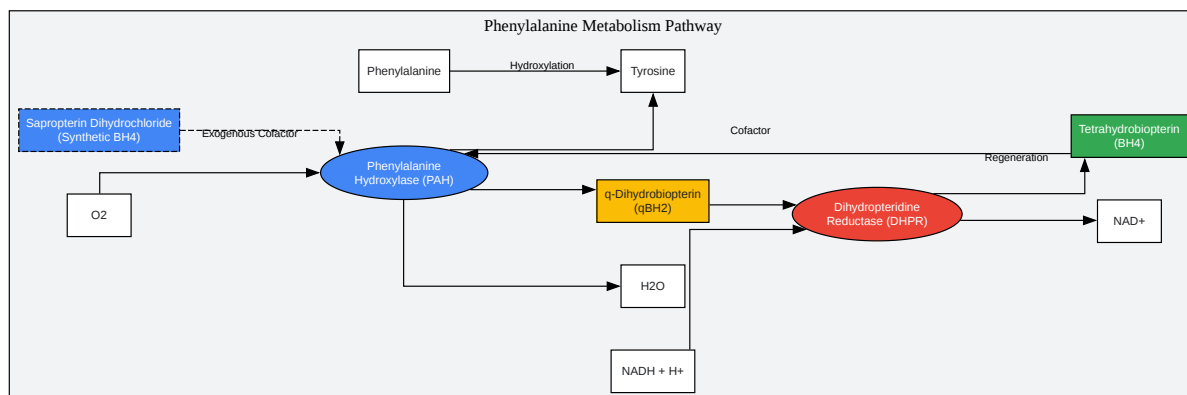 Phenylalanine Metabolism Pathway
Phenylalanine
Hydroxylation
Tyrosine
Sapropterin Dihydrochloride
(Synthetic BH4)
Exogenous Cofactor
Cofactor
Tetrahydrobiopterin
(BH4)
Regeneration
Phenylalanine
Hydroxylase (PAH)
q-Dihydrobiopterin
(qBH2)
Dihydropteridine
Reductase (DHPR)
O2
NAD+
H2O
NADH + H+